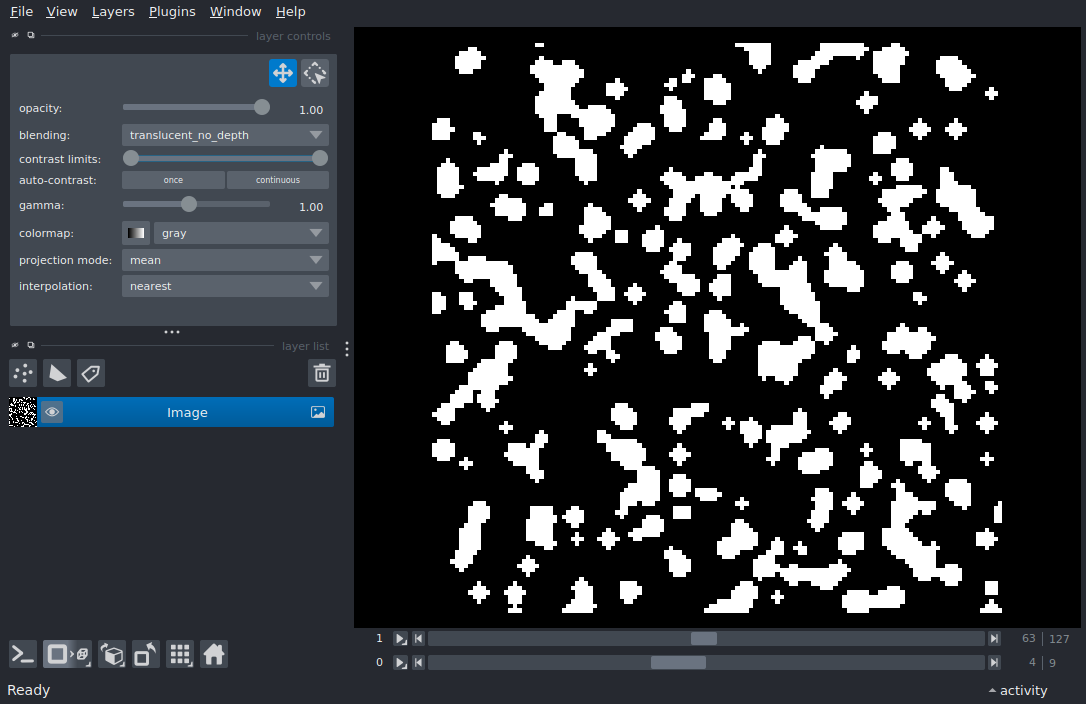 File View Layers Plugins Window Help
layer controls
opacity: 1.00
blending: translucent_no_depth
contrast limits:
auto-contrast: once continuous
gamma: 1.00
colormap: gray
projection mode: mean
interpolation: nearest
layer list
Image
1 63 127
0 4 9
Ready activity